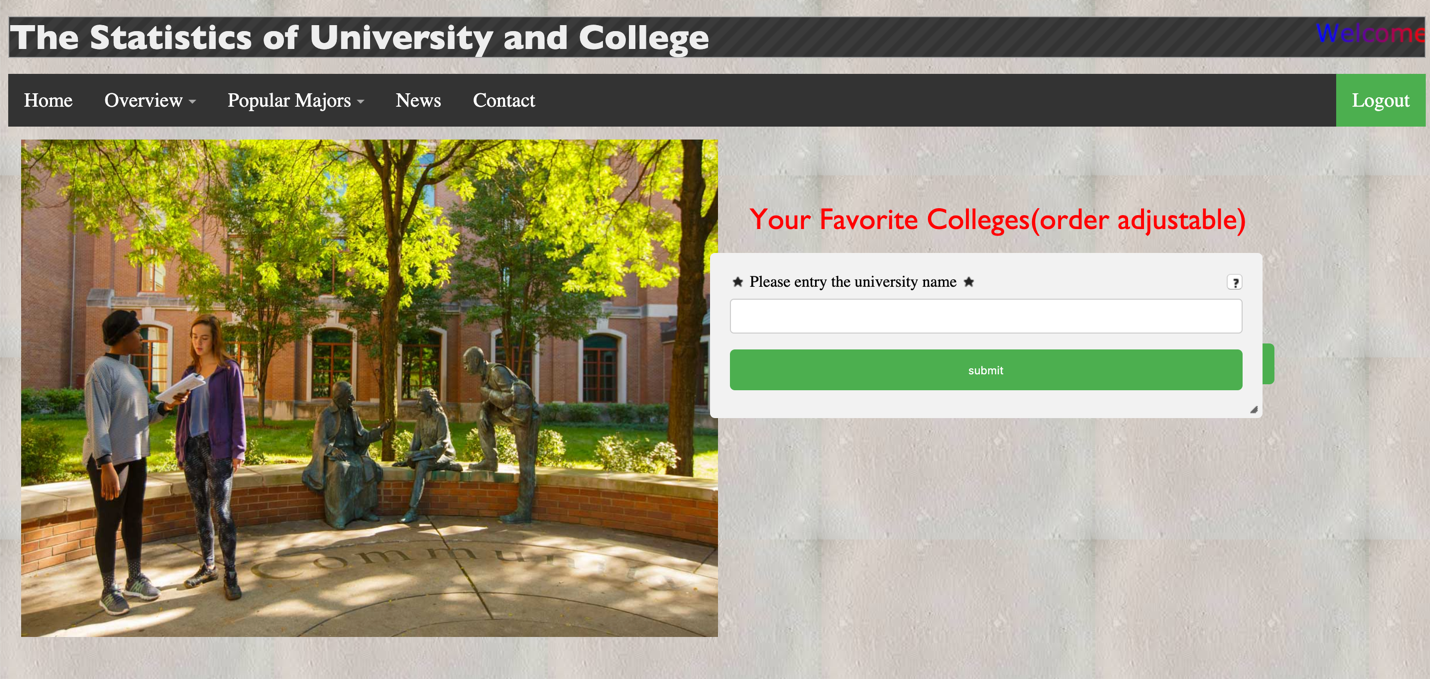 The Statistics of University and College
Welcome
Home Overview Popular Majors News Contact Logout
Your Favorite Colleges(order adjustable)
★ Please entry the university name ★ ?
submit
Commun